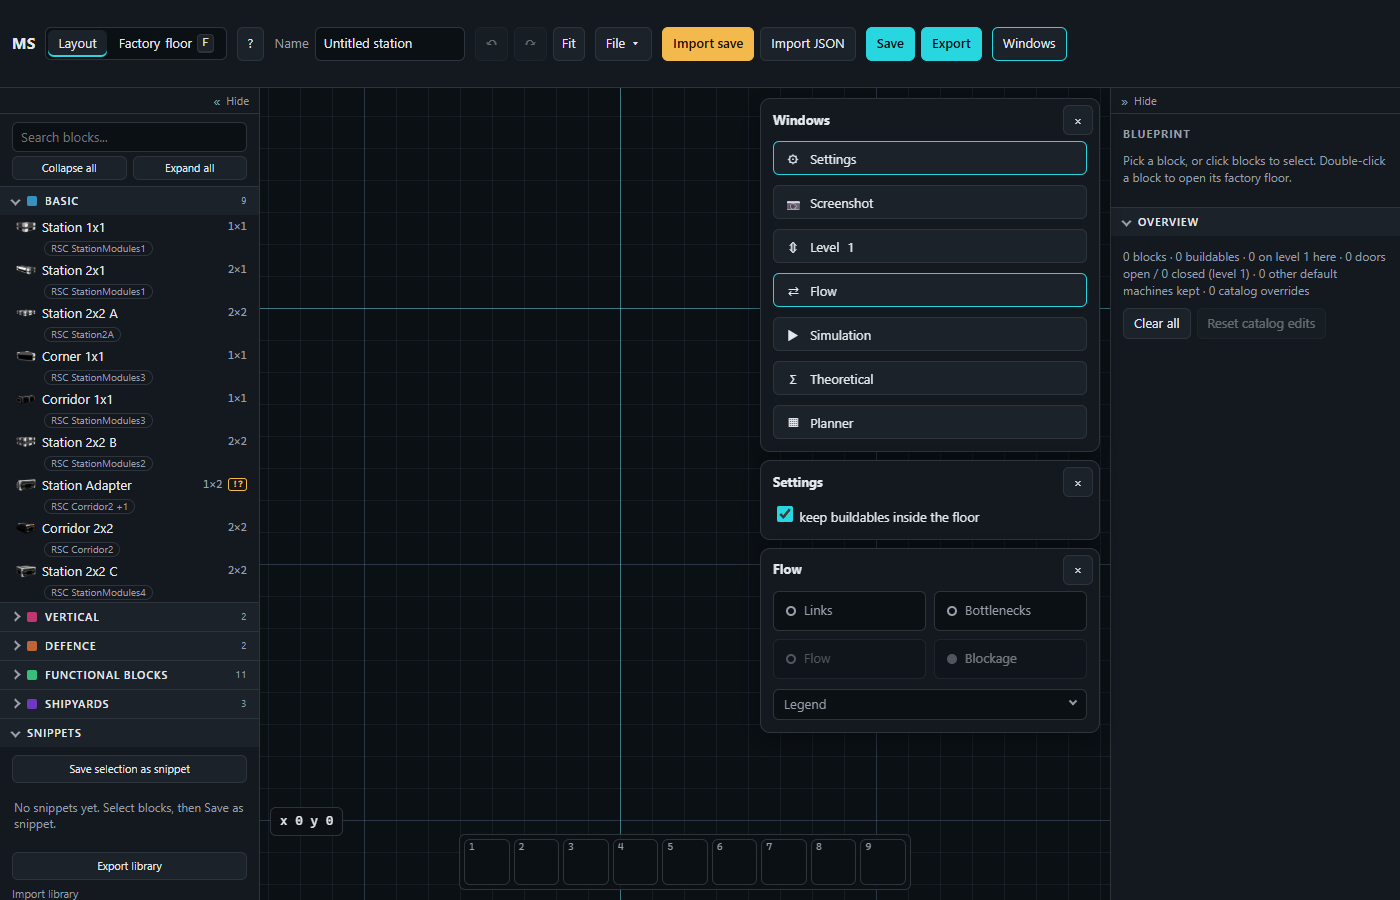 MS
Layout
Factory floor F
?
Name
Untitled station
Fit
File
Import save
Import JSON
Save
Export
Windows
« Hide
Search blocks...
Collapse all
Expand all
BASIC 9
Station 1x1 1×1
RSC StationModules1
Station 2x1 2×1
RSC StationModules1
Station 2x2 A 2×2
RSC Station2A
Corner 1x1 1×1
RSC StationModules3
Corridor 1x1 1×1
RSC StationModules3
Station 2x2 B 2×2
RSC StationModules2
Station Adapter 1×2 !?
RSC Corridor2 +1
Corridor 2x2 2×2
RSC Corridor2
Station 2x2 C 2×2
RSC StationModules4
VERTICAL 2
DEFENCE 2
FUNCTIONAL BLOCKS 11
SHIPYARDS 3
SNIPPETS
Save selection as snippet
No snippets yet. Select blocks, then Save as
snippet.
Export library
Import library
x 0 y 0
1 2 3 4 5 6 7 8 9
Windows ×
Settings
Screenshot
Level 1
Flow
Simulation
Σ Theoretical
Planner
Settings ×
keep buildables inside the floor
Flow ×
Links
Bottlenecks
Flow
Blockage
Legend
» Hide
BLUEPRINT
Pick a block, or click blocks to select. Double-click
a block to open its factory floor.
OVERVIEW
0 blocks · 0 buildables · 0 on level 1 here · 0 doors
open / 0 closed (level 1) · 0 other default
machines kept · 0 catalog overrides
Clear all
Reset catalog edits